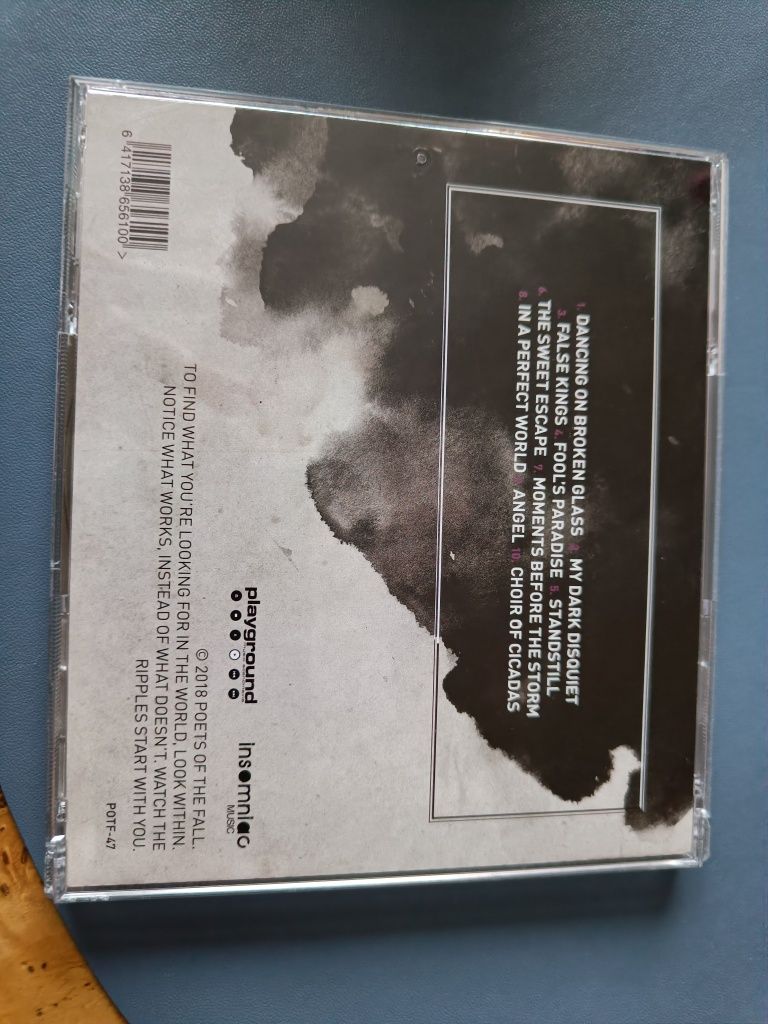 1. DANCING ON BROKEN GLASS 2. MY DARK DISQUIET
3. FALSE KINGS 4. FOOL'S PARADISE 5. STANDSTILL
6. THE SWEET ESCAPE 7. MOMENTS BEFORE THE STORM
8. IN A PERFECT WORLD 9. ANGEL 10. CHOIR OF CICADAS
playground
insomniac
MUSIC
© 2018 POETS OF THE FALL.
TO FIND WHAT YOU'RE LOOKING FOR IN THE WORLD, LOOK WITHIN.
NOTICE WHAT WORKS, INSTEAD OF WHAT DOESN'T. WATCH THE
RIPPLES START WITH YOU.
6 417138 656100 >
POTF-47